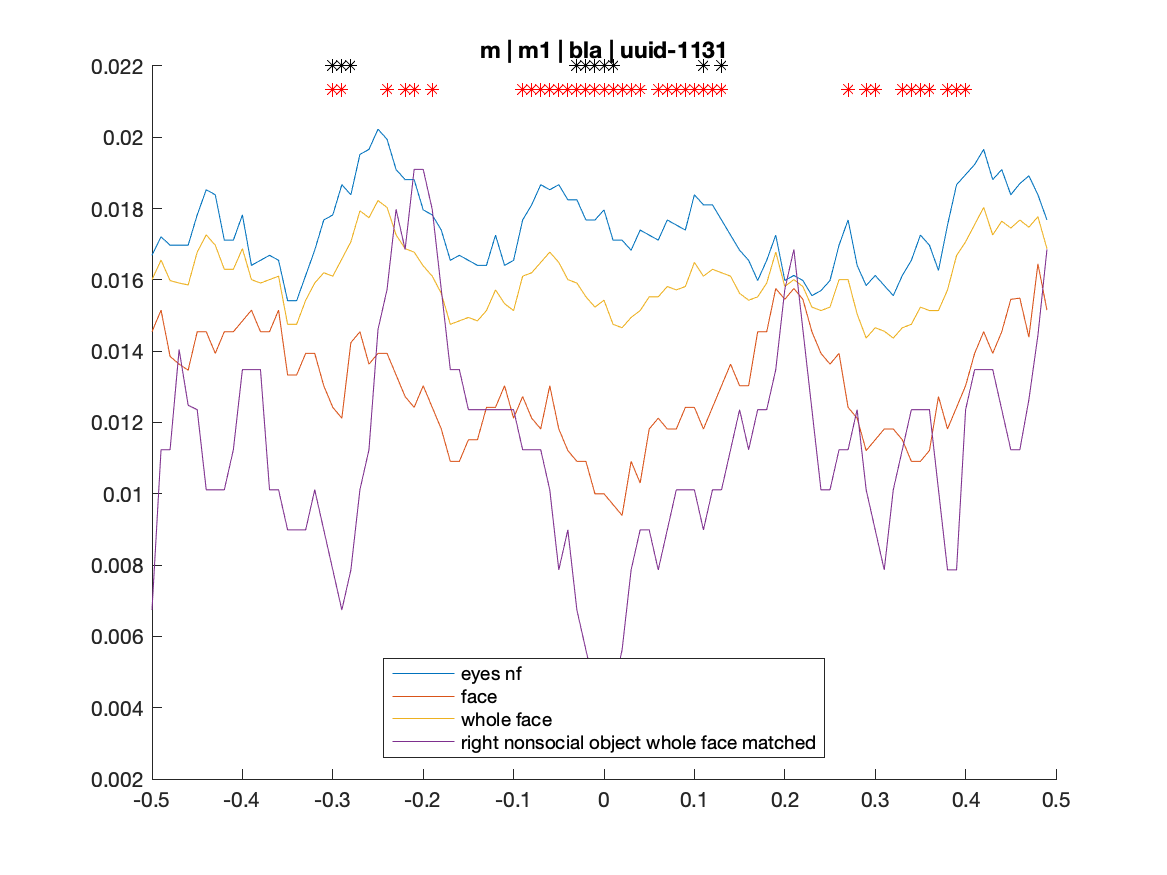 m | m1 | bla | uuid-1131
0.022
0.02
0.018
0.016
0.014
0.012
0.01
0.008
0.006
0.004
0.002
eyes nf
face
whole face
right nonsocial object whole face matched
-0.5 -0.4 -0.3 -0.2 -0.1 0 0.1 0.2 0.3 0.4 0.5